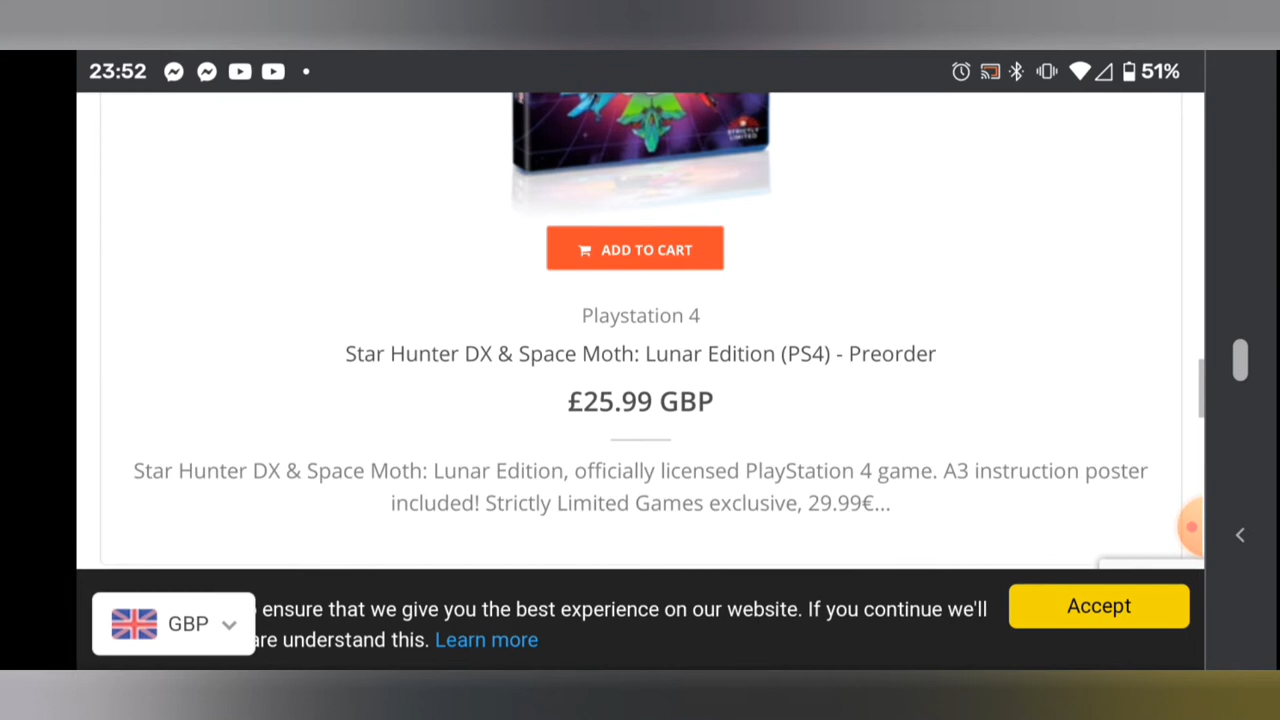 23:52
51%
STRICTLY
LIMITED
ADD TO CART
Playstation 4
Star Hunter DX & Space Moth: Lunar Edition (PS4) - Preorder
£25.99 GBP
Star Hunter DX & Space Moth: Lunar Edition, officially licensed PlayStation 4 game. A3 instruction poster
included! Strictly Limited Games exclusive, 29.99€...
ensure that we give you the best experience on our website. If you continue we'll
are understand this. Learn more
GBP
Accept